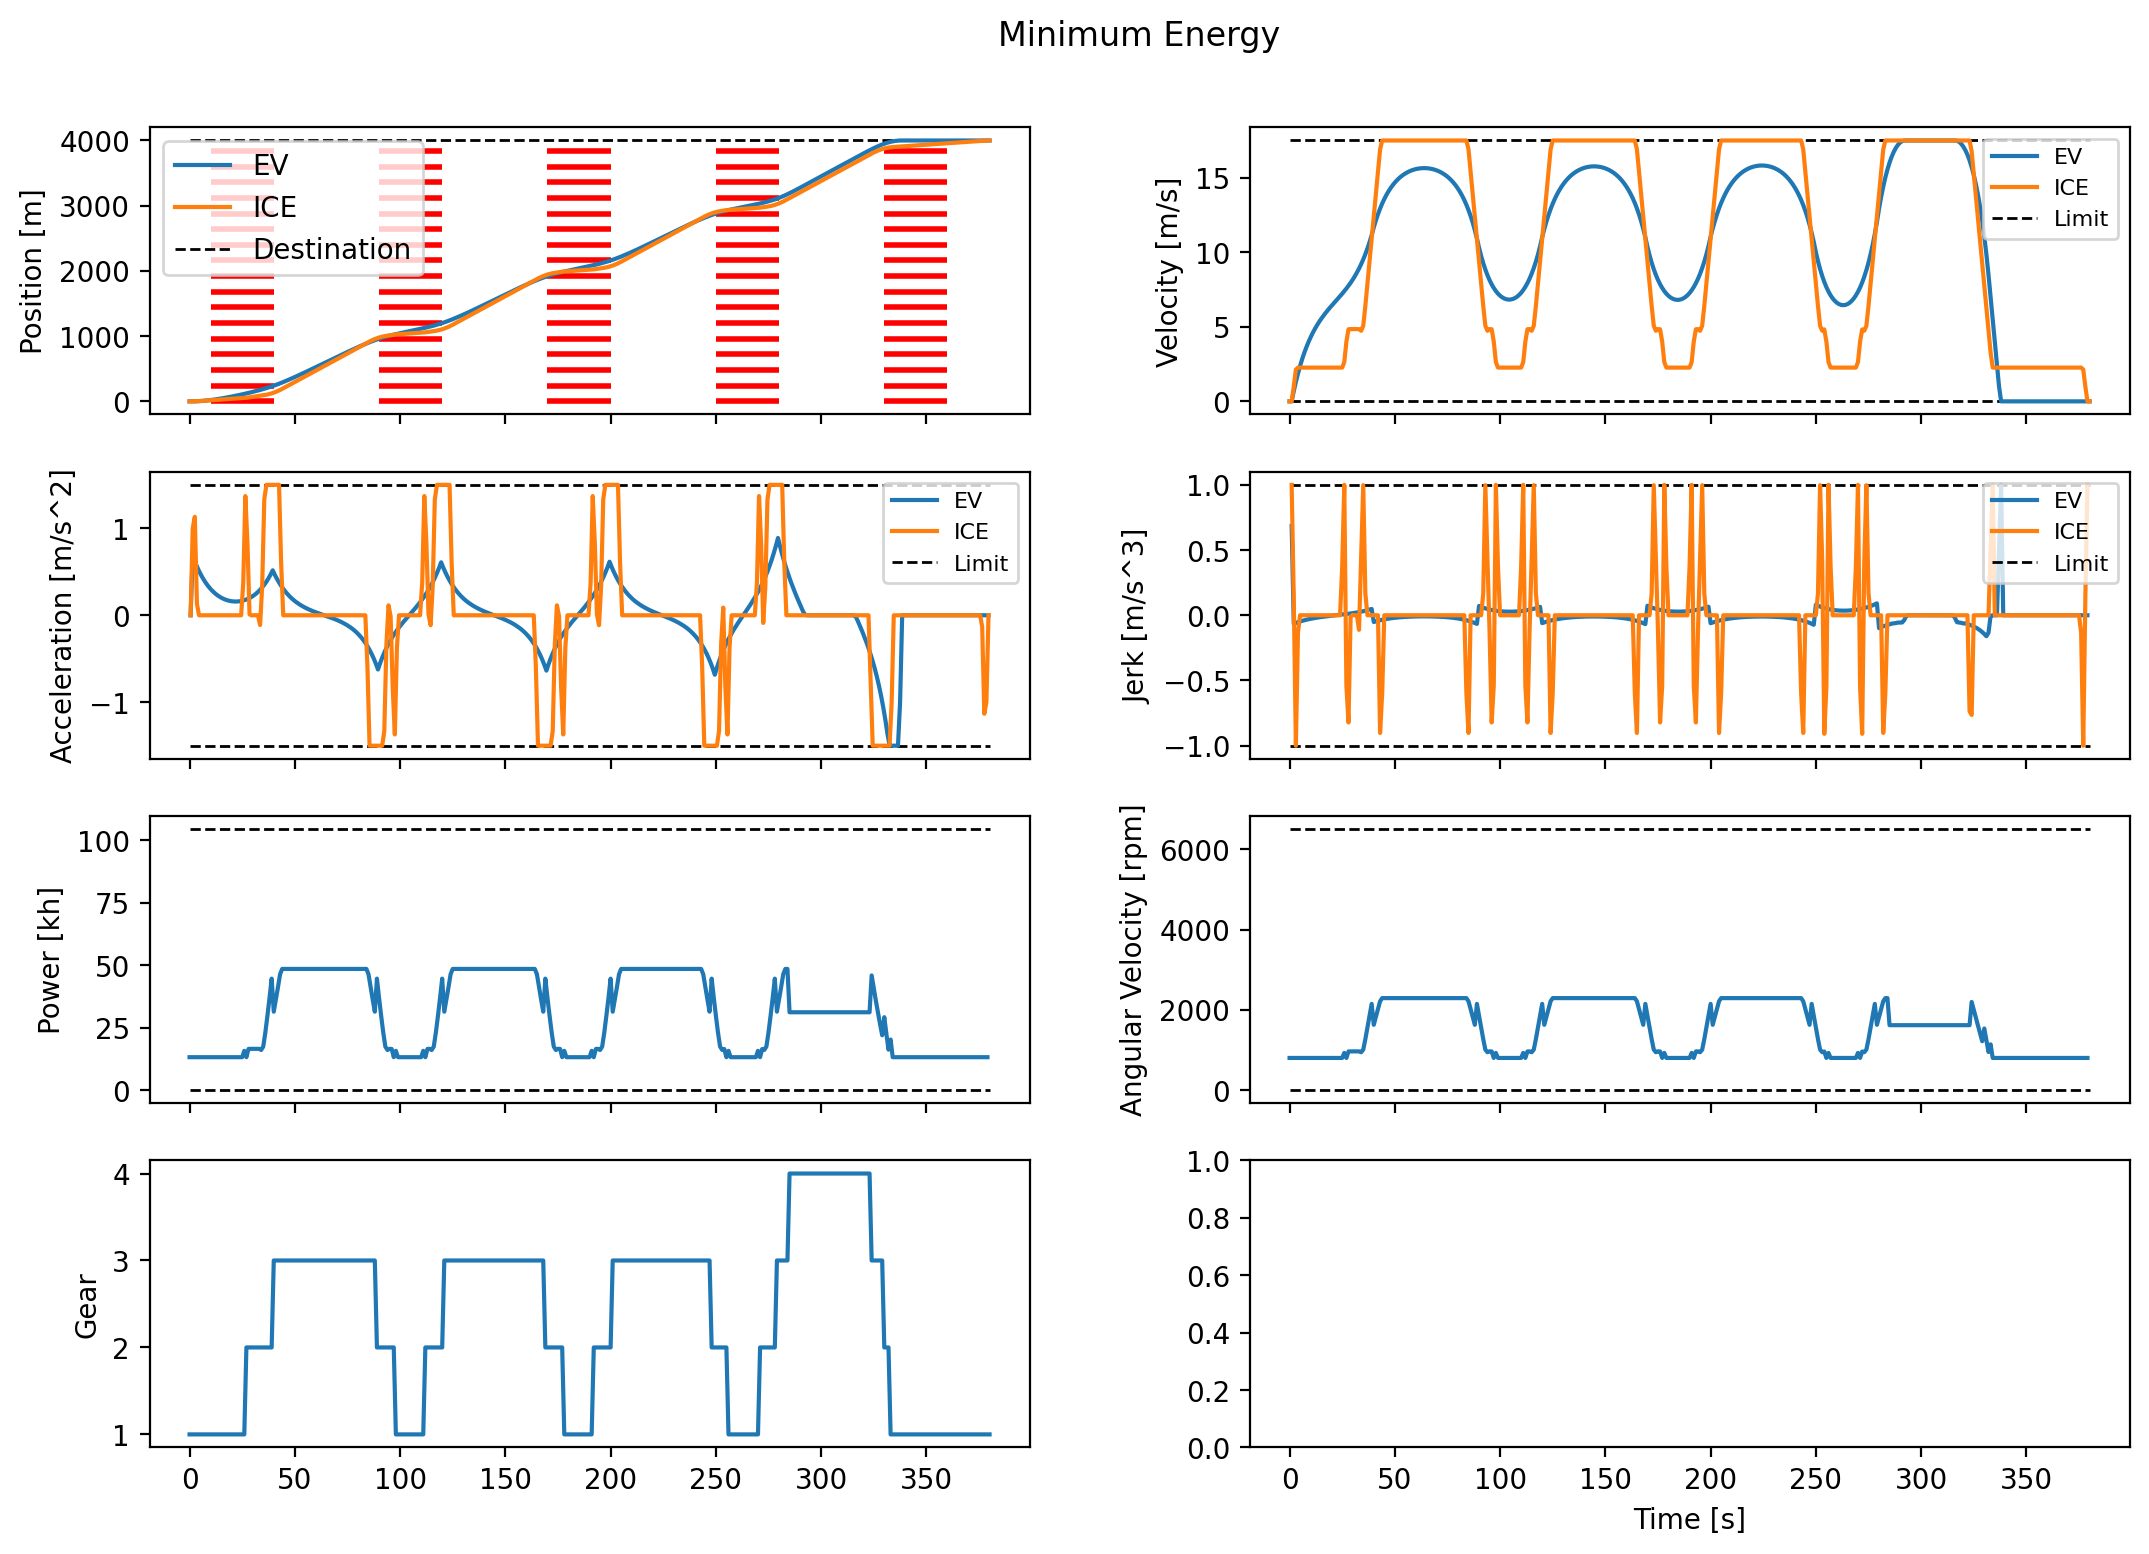 Minimum Energy
Position [m]
4000
3000
2000
1000
0
EV
ICE
Destination
Velocity [m/s]
15
10
5
0
EV
ICE
Limit
Acceleration [m/s^2]
1
0
−1
EV
ICE
Limit
Jerk [m/s^3]
1.0
0.5
0.0
−0.5
−1.0
EV
ICE
Limit
Power [kh]
100
75
50
25
0
Angular Velocity [rpm]
6000
4000
2000
0
Gear
4
3
2
1
0 50 100 150 200 250 300 350
1.0
0.8
0.6
0.4
0.2
0.0
0 50 100 150 200 250 300 350
Time [s]